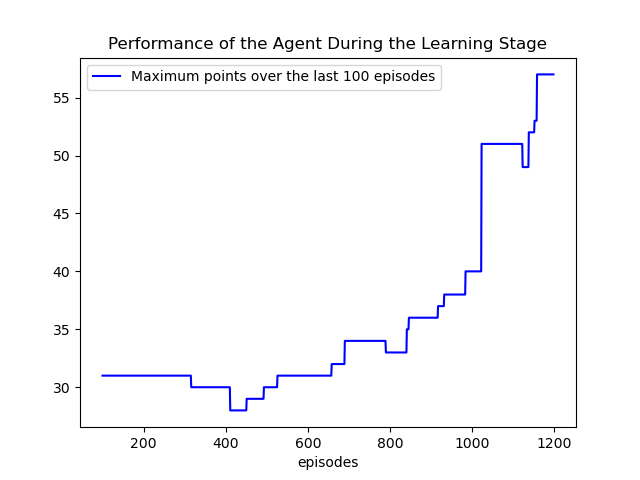 Performance of the Agent During the Learning Stage
Maximum points over the last 100 episodes
55
50
45
40
35
30
200 400 600 800 1000 1200
episodes